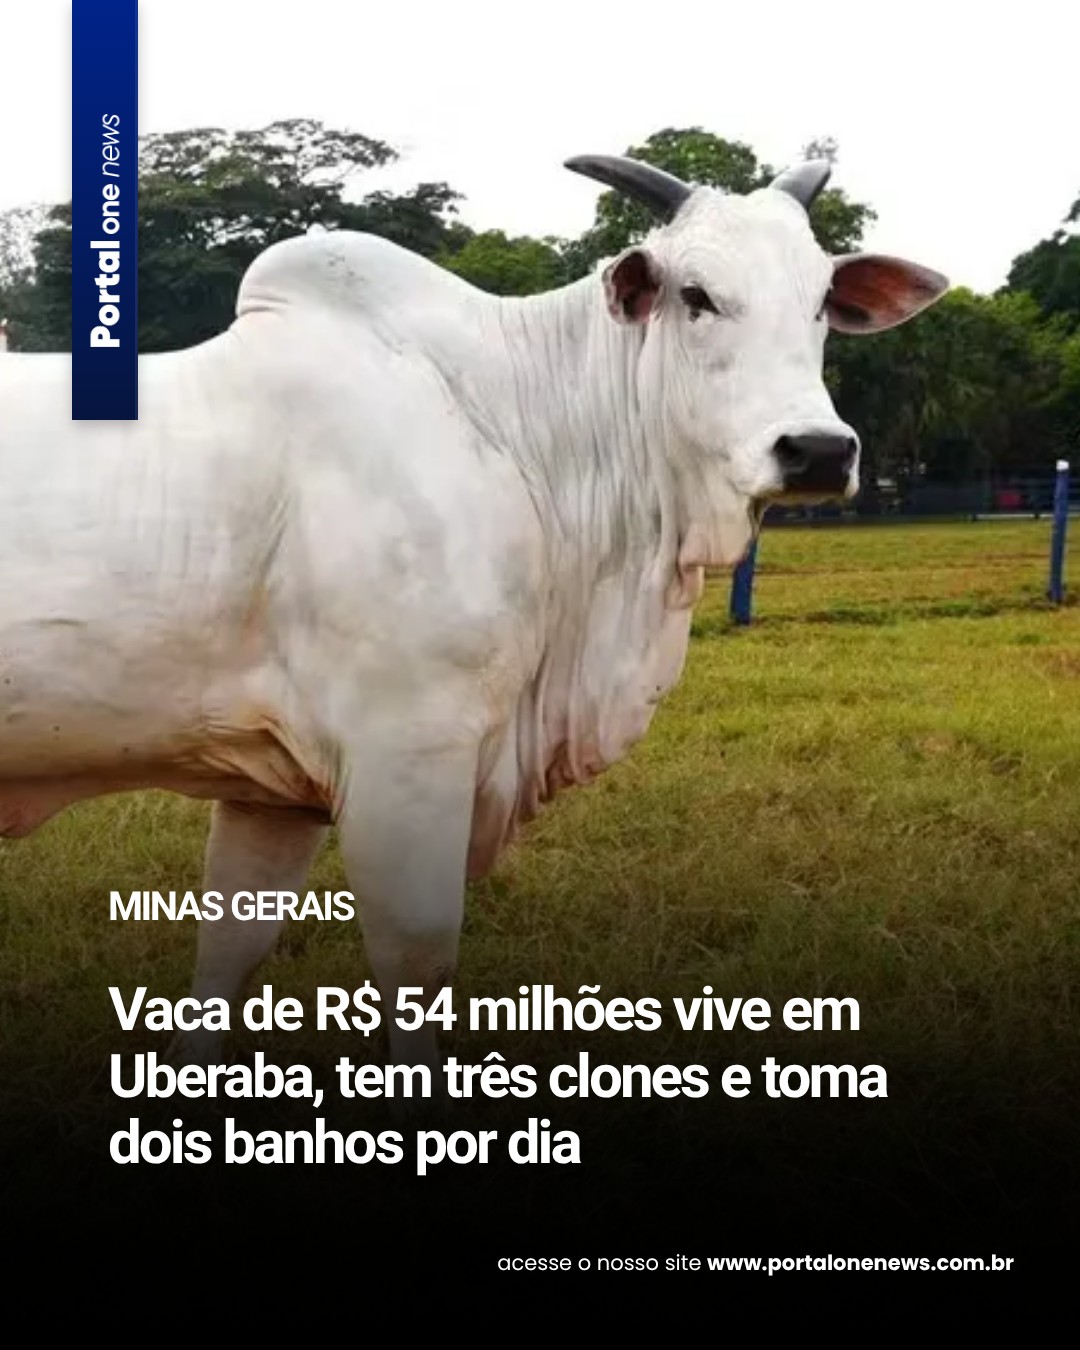 Portal one news
MINAS GERAIS
Vaca de R$ 54 milhões vive em
Uberaba, tem três clones e toma
dois banhos por dia
acesse o nosso site www.portalonenews.com.br